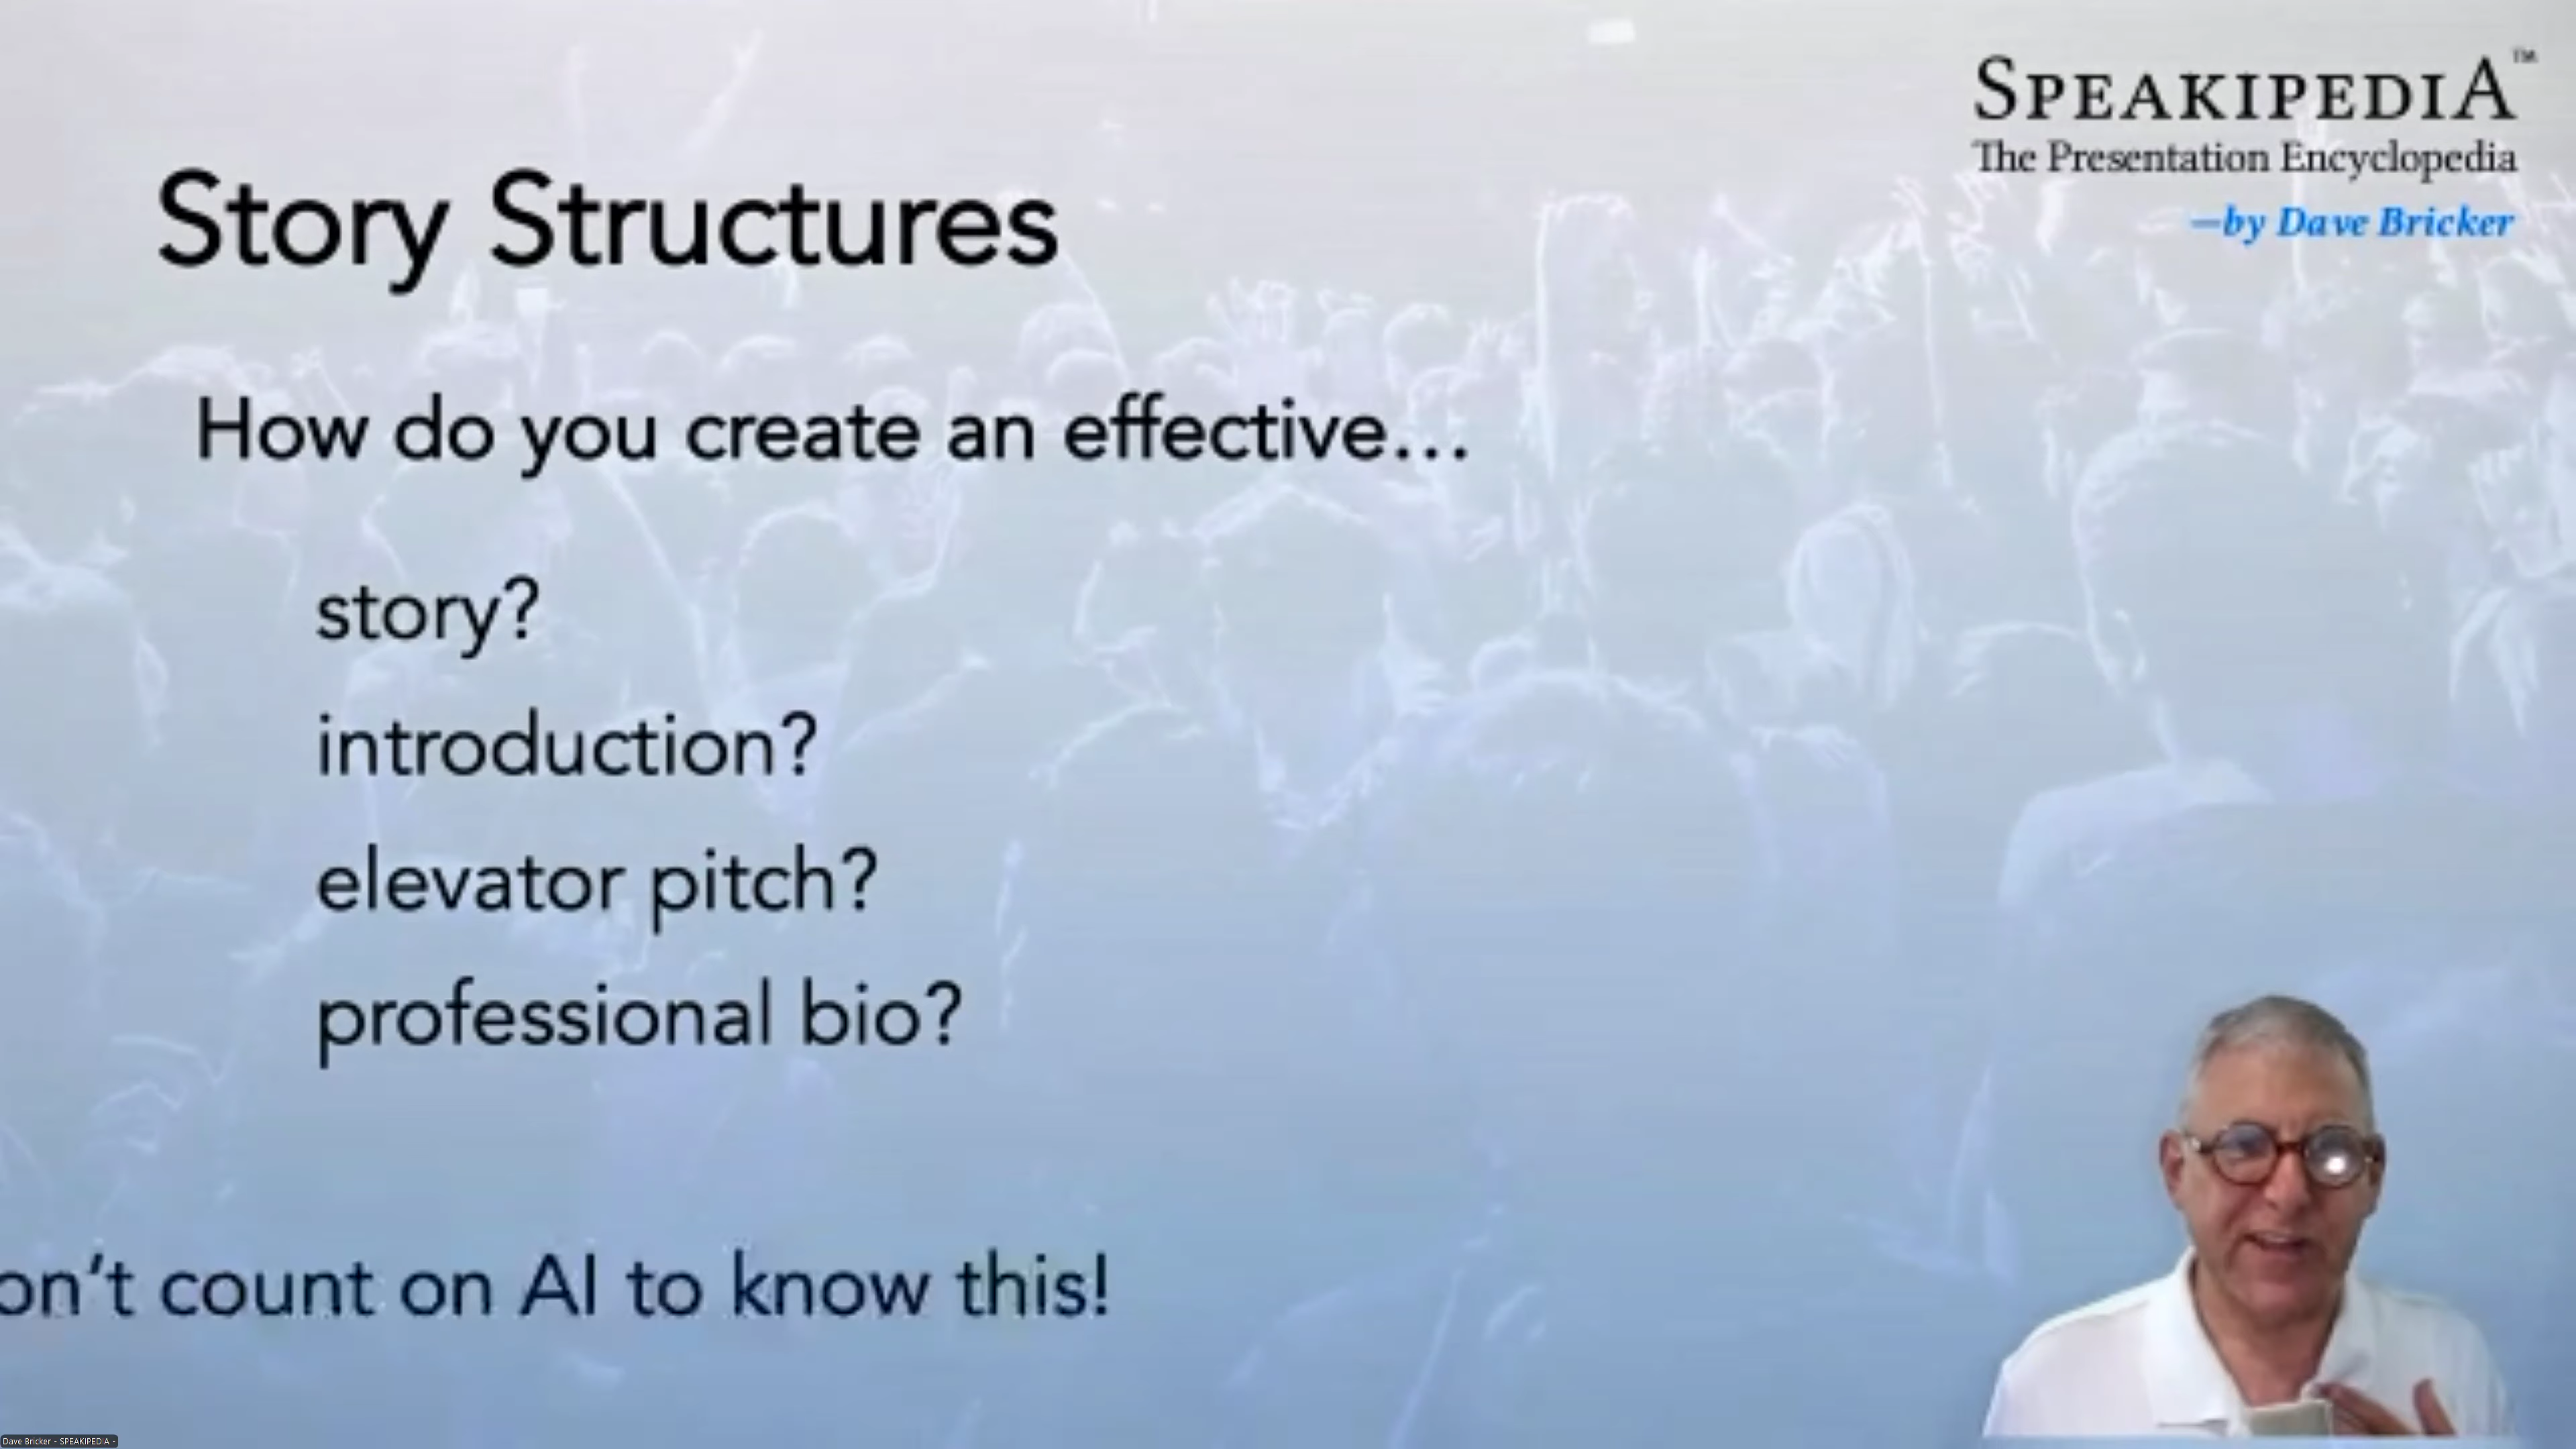 SPEAKIPEDIA™
The Presentation Encyclopedia
—by Dave Bricker
Story Structures
How do you create an effective...
story?
introduction?
elevator pitch?
professional bio?
on't count on AI to know this!
Dave Bricker - SPEAKIPEDIA -